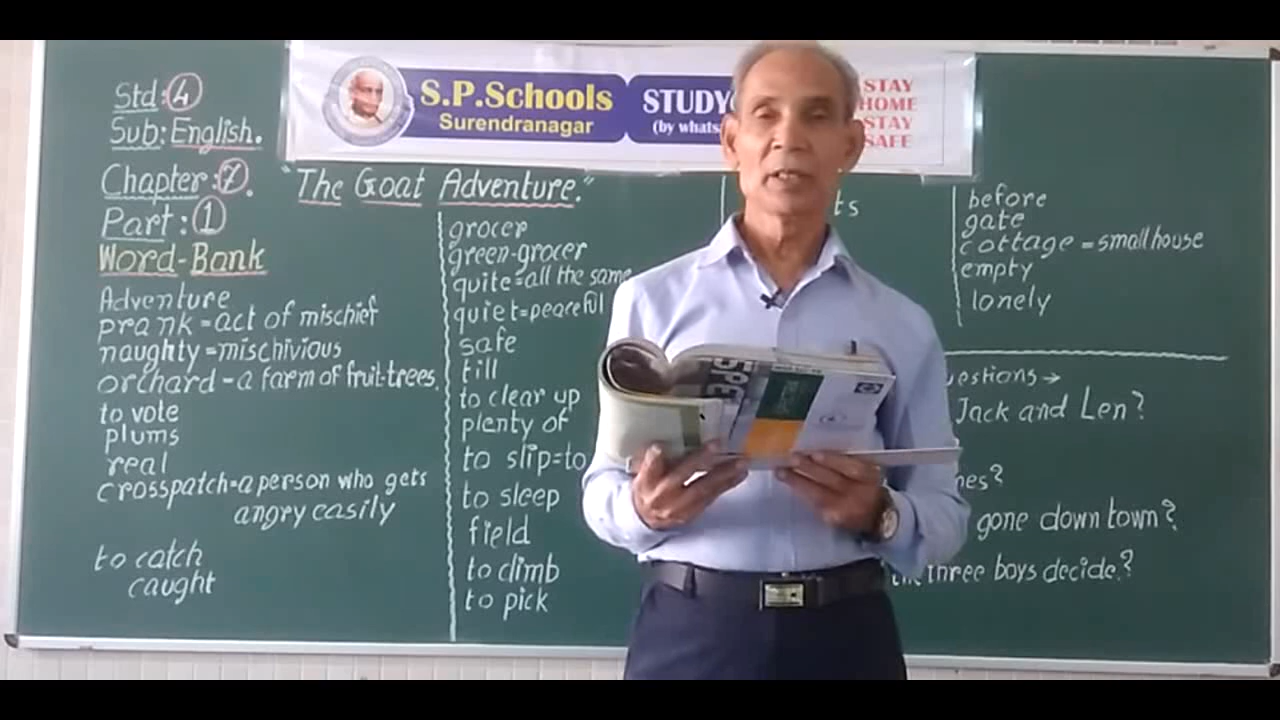 S.P.Schools
Surendranagar
STUDY
(by whats
STAY
HOME
STAY
SAFE
Std: 4
Sub: English.
Chapter: 7.
"The Goat Adventure."
Part: 1
Word-Bank
Adventure
prank = act of mischief
naughty = mischivious
orchard = a farm of fruit-trees.
to vote
plums
real
crosspatch = a person who gets
angry easily
to catch
caught
grocer
green-grocer
quite = all the same
quiet = peaceful
safe
till
to clear up
plenty of
to slip = to
to sleep
field
to climb
to pick
ts
before
gate
cottage = small house
empty
lonely
estions →
Jack and Len?
nes?
gone down town?
the three boys decide?